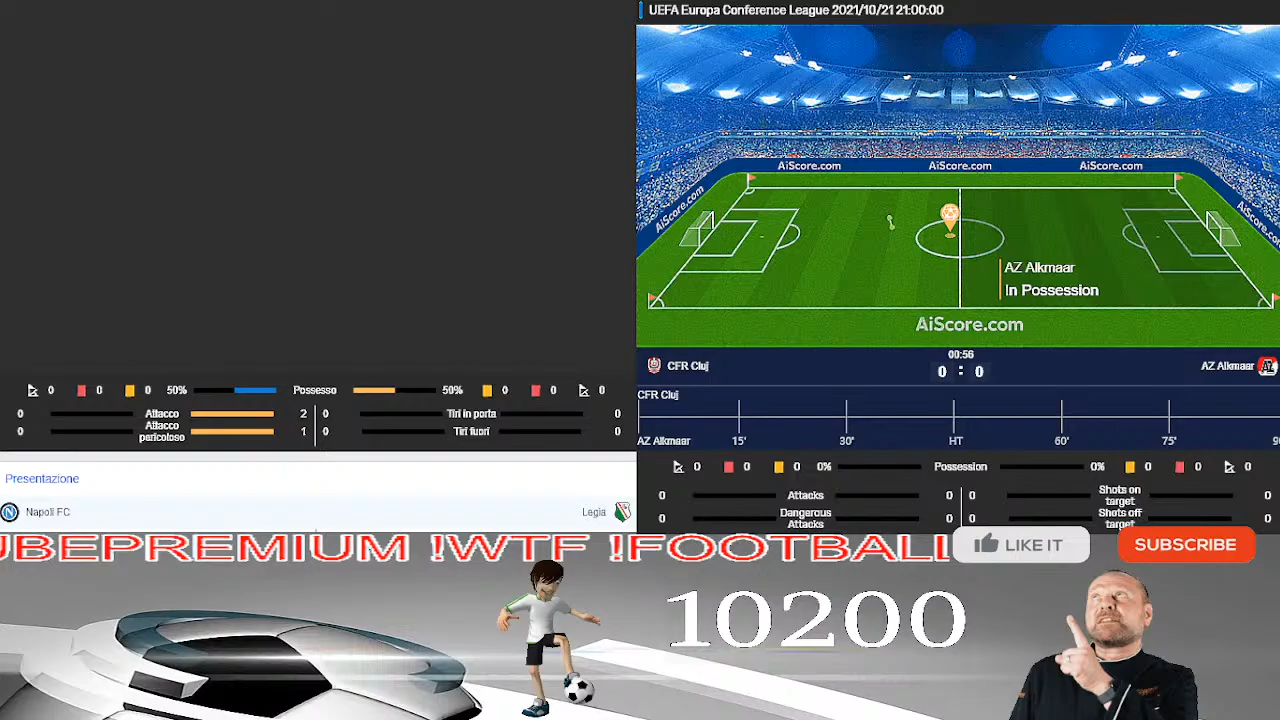 UEFA Europa Conference League 2021/10/21 21:00:00
AiScore.com AiScore.com AiScore.com
AiScore.com
AiScore.com
AZ Alkmaar
In Possession
AiScore.com
00:56
CFR Cluj 0 : 0 AZ Alkmaar
CFR Cluj
AZ Alkmaar 15' 30' HT 60' 75' 90
0 0 0 0% Possession 0% 0 0 0
0 Attacks 0 0 Shots on target 0
0 Dangerous Attacks 0 0 Shots off target 0
0 0 0 50% Possesso 50% 0 0 0
0 Attacco 2 0 Tiri in porta 0
0 Attacco pericoloso 1 0 Tiri fuori 0
Presentazione
Napoli FC Legia
UBEPREMIUM !WTF !FOOTBALL
LIKE IT SUBSCRIBE
10200